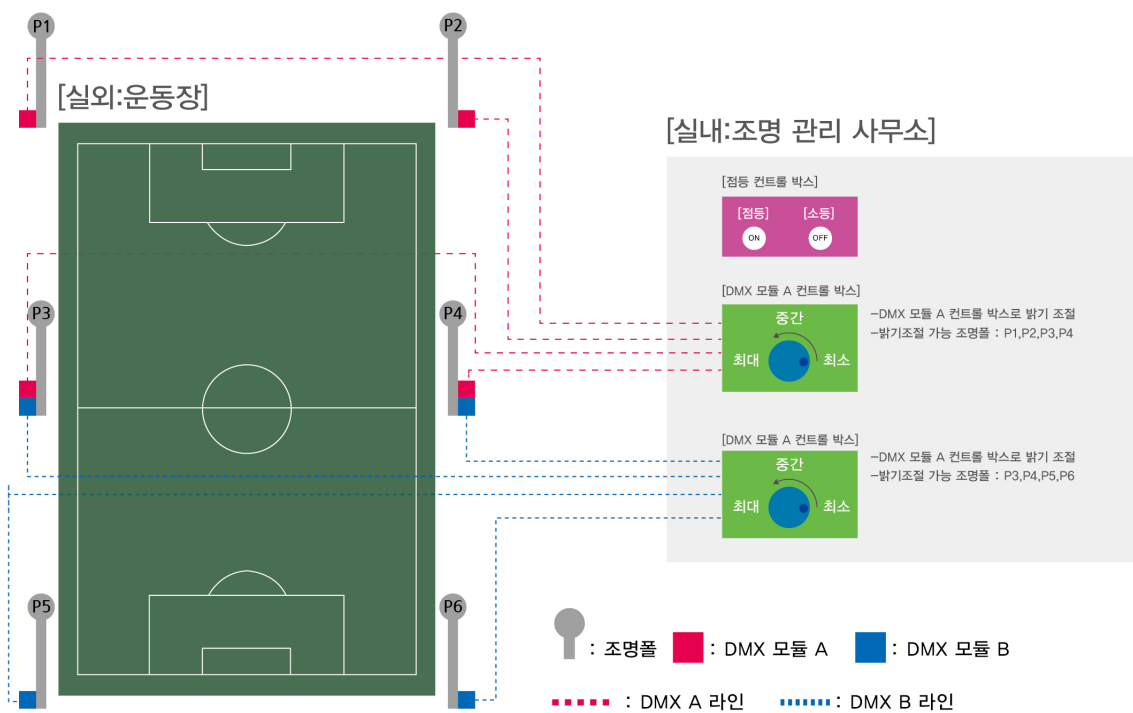 P1
P2
[실외:운동장]
[실내:조명 관리 사무소]
[점등 컨트롤 박스]
[점등] [소등]
ON OFF
[DMX 모듈 A 컨트롤 박스]
중간
최대 최소
-DMX 모듈 A 컨트롤 박스로 밝기 조절
-밝기조절 가능 조명폴 : P1,P2,P3,P4
P3
P4
[DMX 모듈 A 컨트롤 박스]
중간
최대 최소
-DMX 모듈 A 컨트롤 박스로 밝기 조절
-밝기조절 가능 조명폴 : P3,P4,P5,P6
P5
P6
: 조명폴 : DMX 모듈 A : DMX 모듈 B
: DMX A 라인 : DMX B 라인